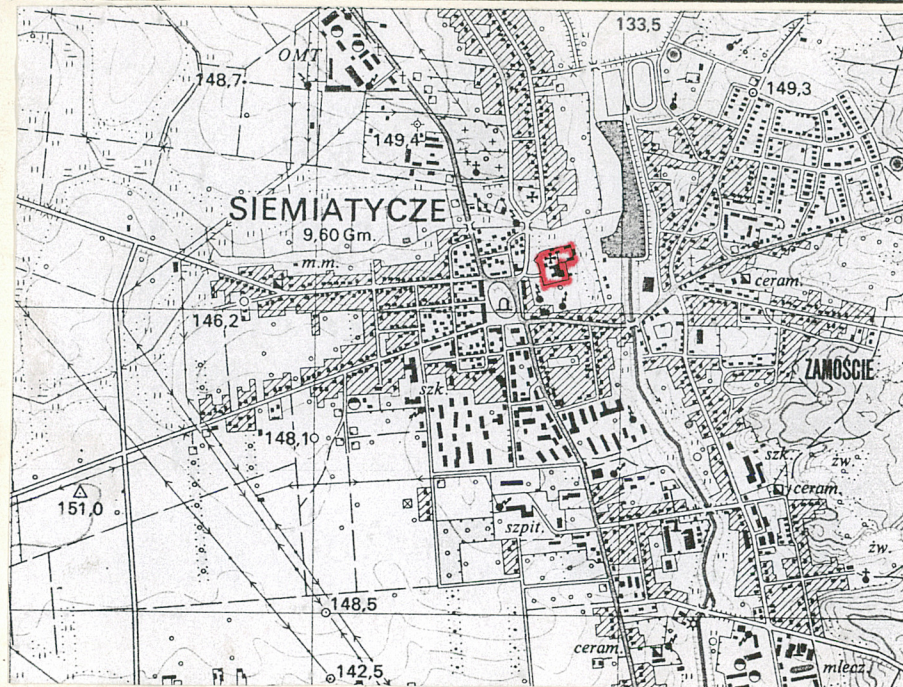 133,5
OMT
148,7
149,3
149,4
SIEMIATYCZE
9,60 Gm.
m.m.
ceram.
146,2
ZAMOŚCIE
szk.
148,1
szk.
żw.
ceram.
151,0
szpit.
żw.
148,5
ceram.
142,5
mlecz.